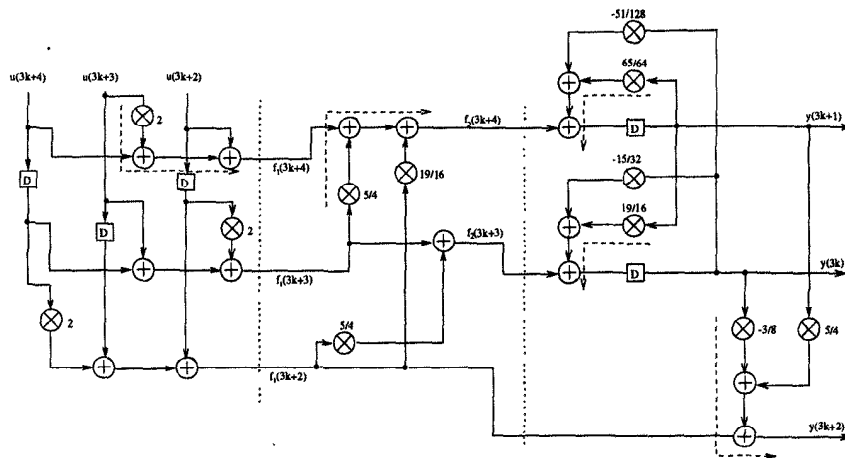 -51/128
65/64
u(3k+4) u(3k+3) u(3k+2)
2
D
f₁(3k+4)
f₂(3k+4)
D
y(3k+1)
19/16
5/4
-15/32
19/16
D
D
2
f₁(3k+3)
f₂(3k+3)
D
y(3k)
2
5/4
-3/8
5/4
f₁(3k+2)
y(3k+2)